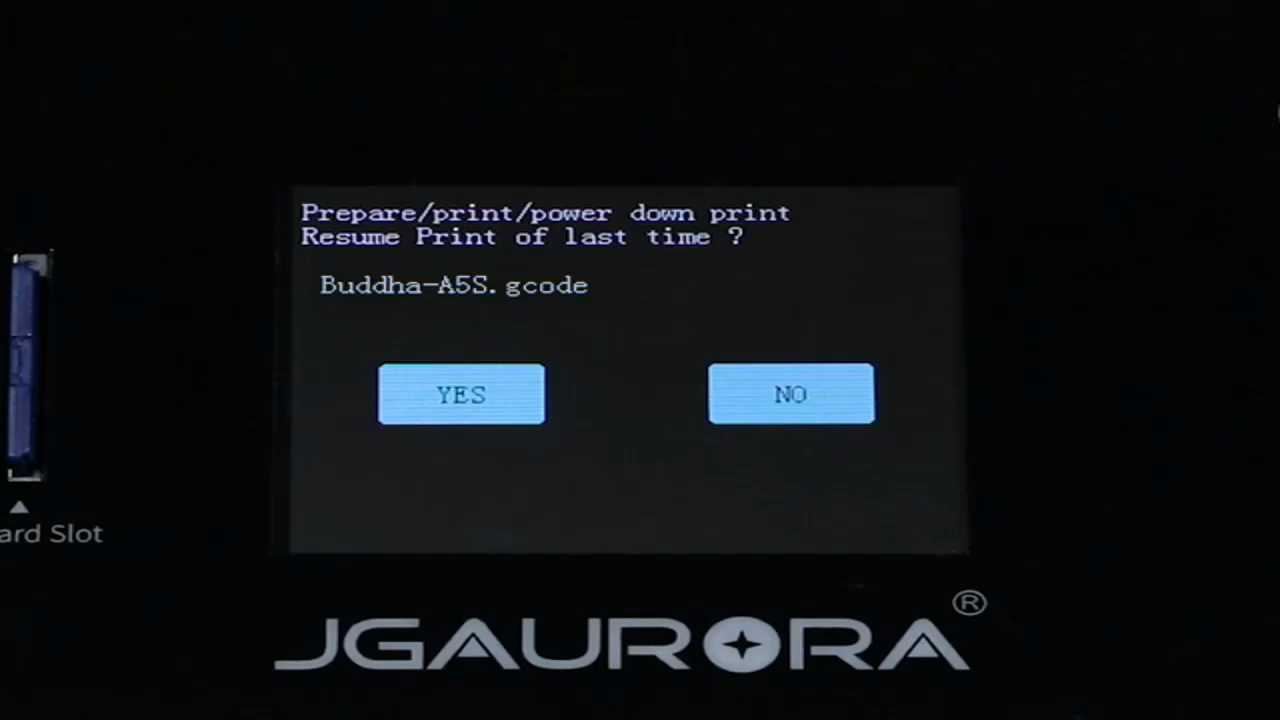 Prepare/print/power down print
Resume Print of last time ?
Buddha-A5S.gcode
YES
NO
ard Slot
JGAURORA®